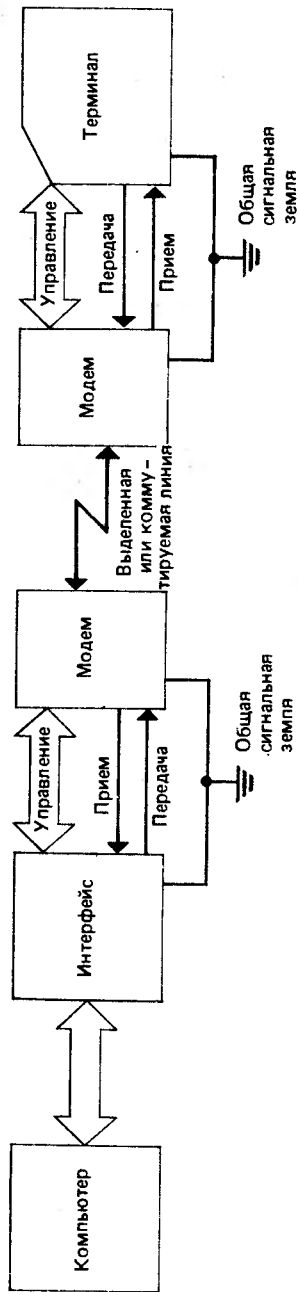 Компьютер
Интерфейс
Управление
Прием
Передача
Общая
сигнальная
земля
Модем
Выделенная
или комму –
тируемая линия
Модем
Управление
Передача
Прием
Общая
сигнальная
земля
Терминал